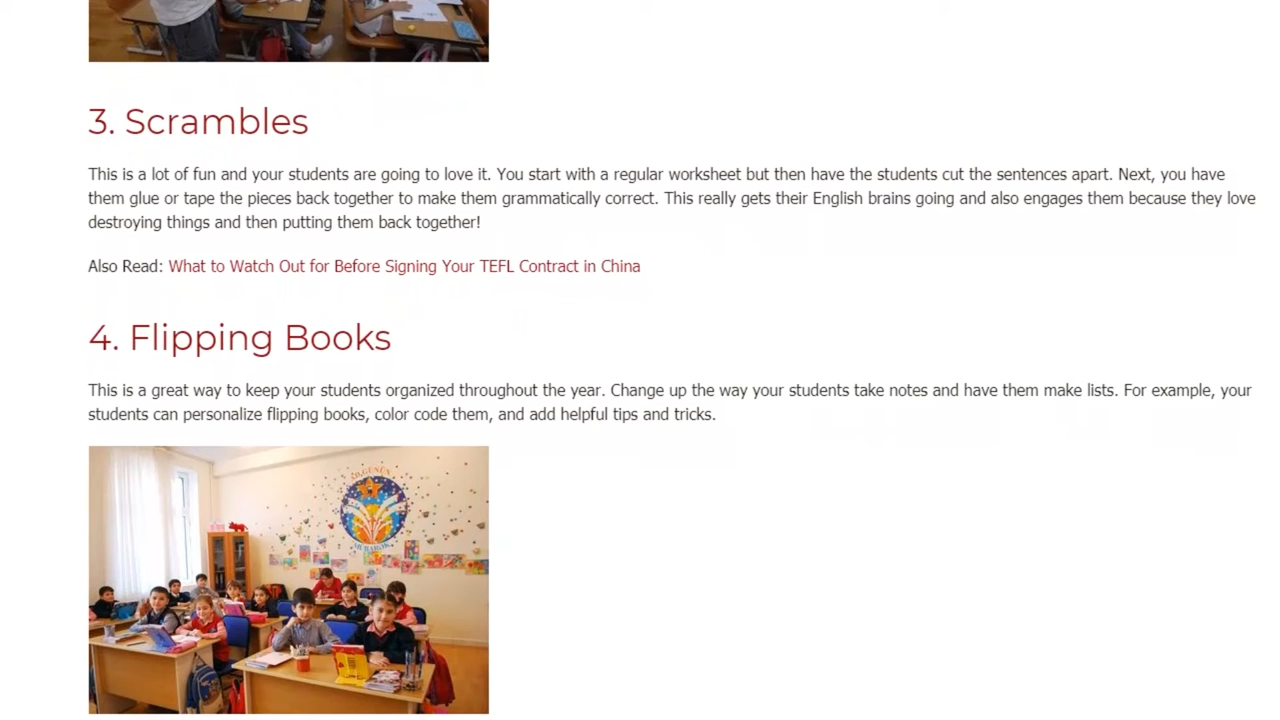 3. Scrambles
This is a lot of fun and your students are going to love it. You start with a regular worksheet but then have the students cut the sentences apart. Next, you have
them glue or tape the pieces back together to make them grammatically correct. This really gets their English brains going and also engages them because they love
destroying things and then putting them back together!
Also Read: What to Watch Out for Before Signing Your TEFL Contract in China
4. Flipping Books
This is a great way to keep your students organized throughout the year. Change up the way your students take notes and have them make lists. For example, your
students can personalize flipping books, color code them, and add helpful tips and tricks.